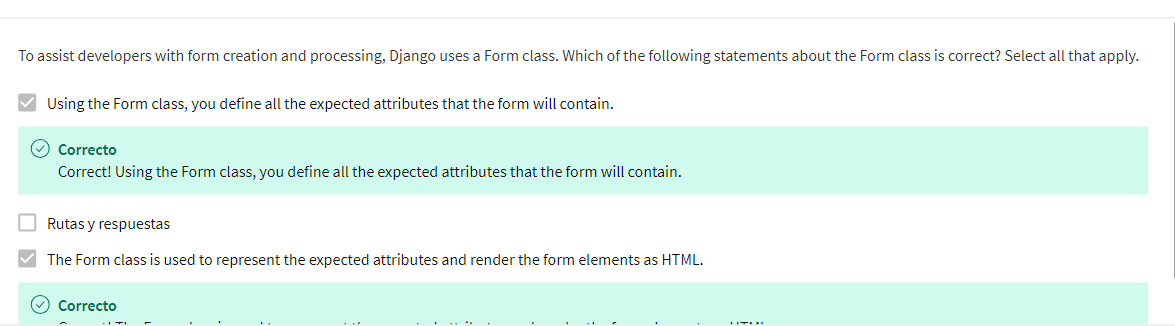 To assist developers with form creation and processing, Django uses a Form class. Which of the following statements about the Form class is correct? Select all that apply.
Using the Form class, you define all the expected attributes that the form will contain.
Correcto
Correct! Using the Form class, you define all the expected attributes that the form will contain.
Rutas y respuestas
The Form class is used to represent the expected attributes and render the form elements as HTML.
Correcto